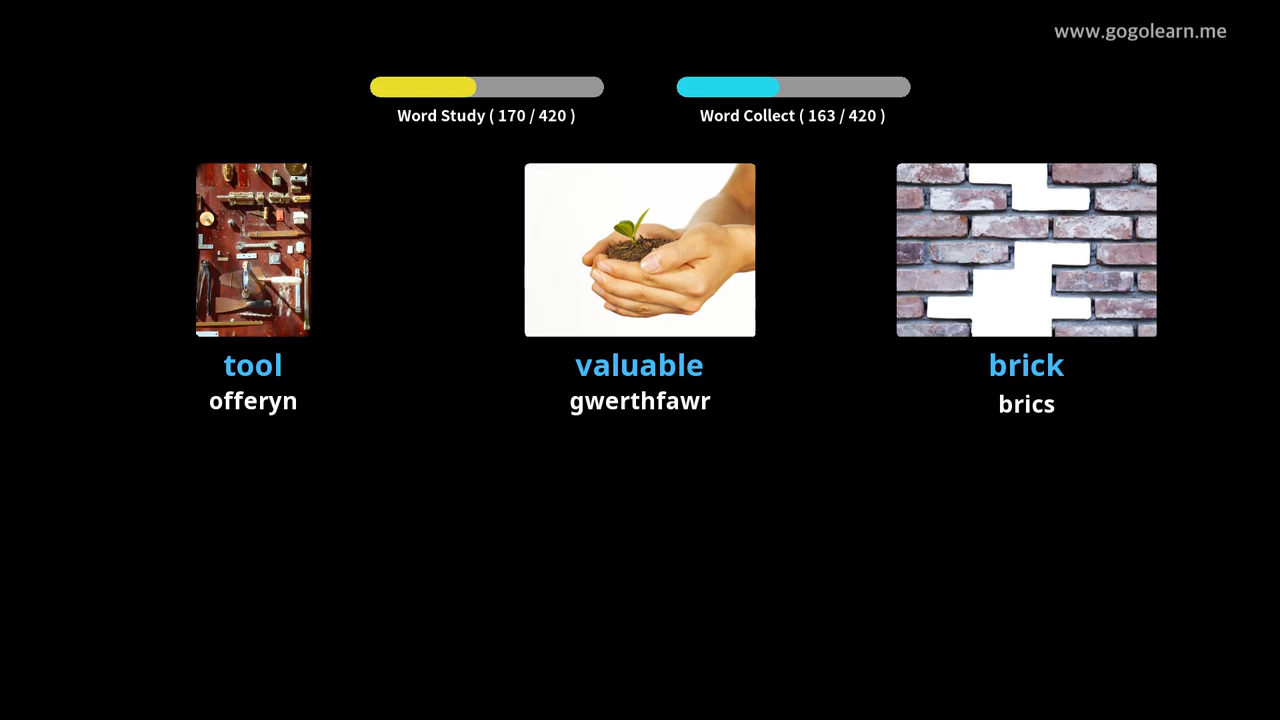 www.gogolearn.me
Word Study ( 170 / 420 )
Word Collect ( 163 / 420 )
tool
offeryn
valuable
gwerthfawr
brick
brics